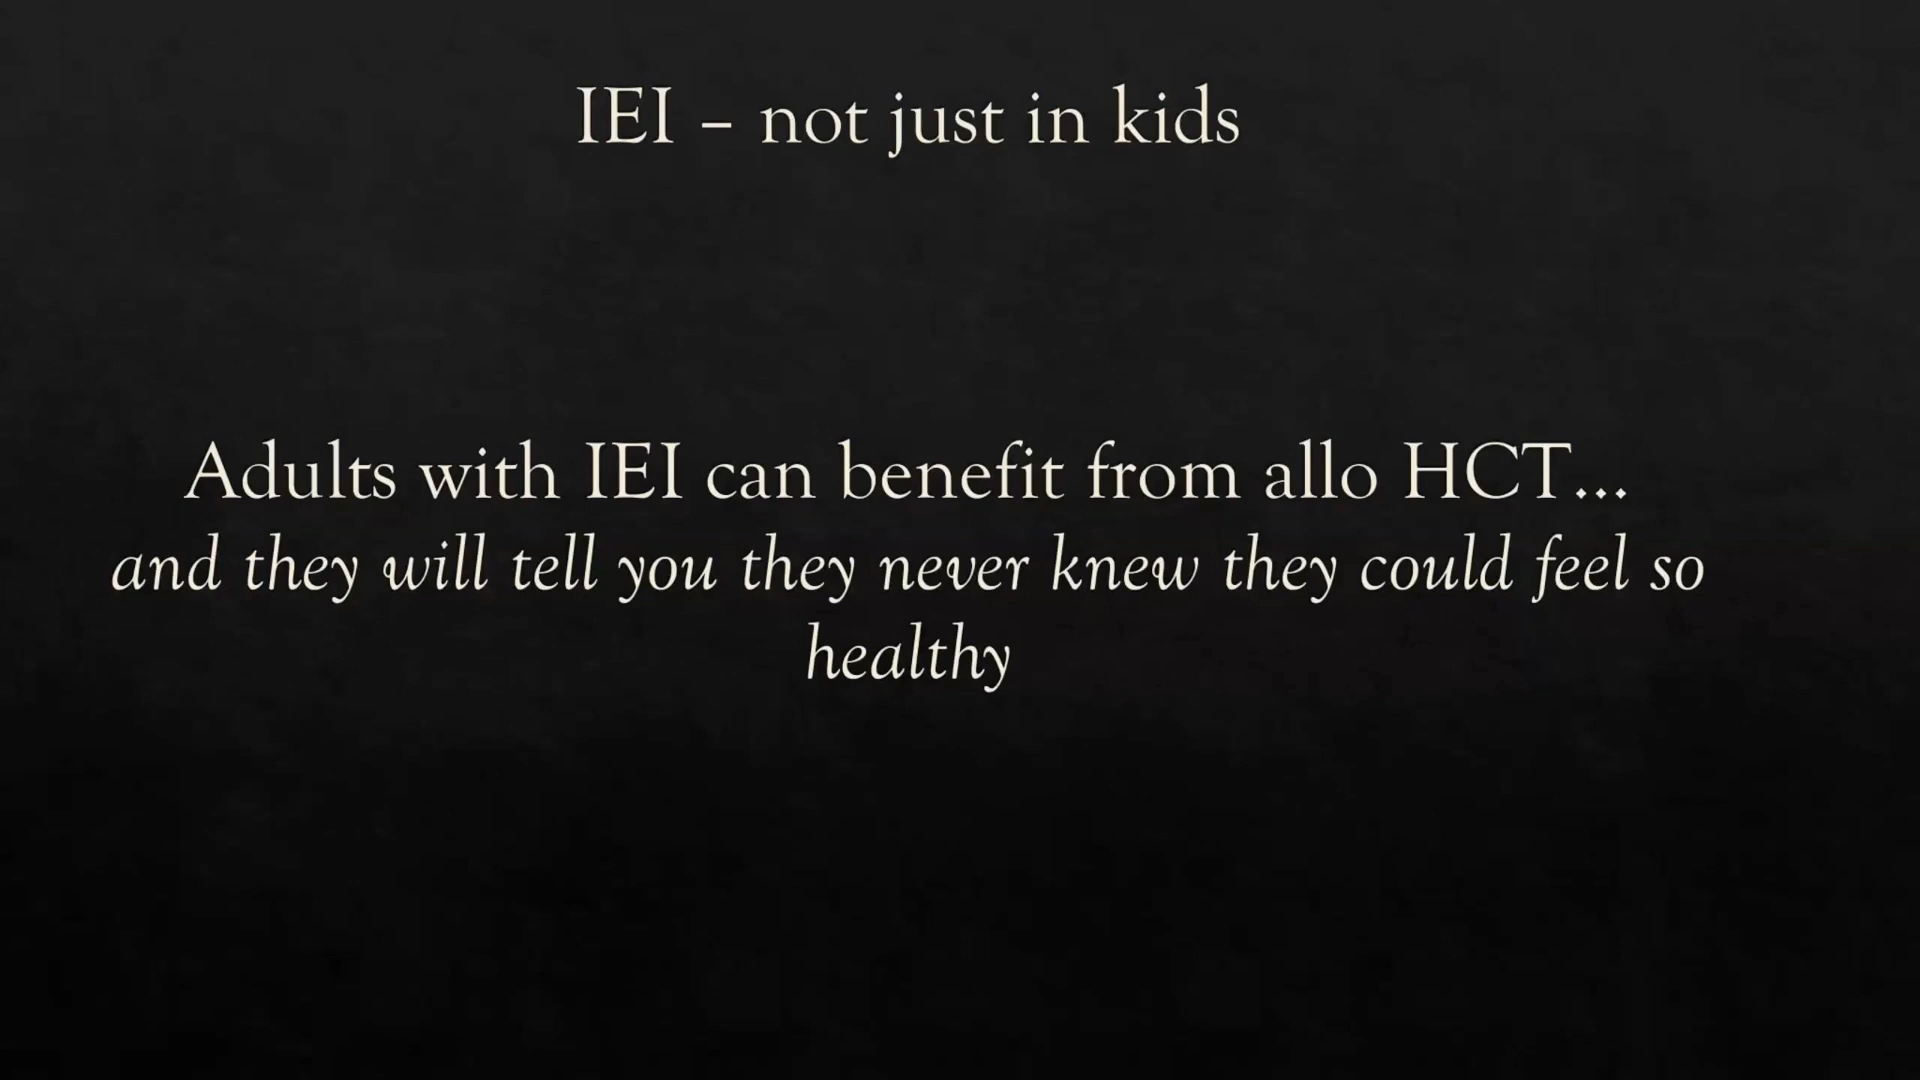 IEI – not just in kids
Adults with IEI can benefit from allo HCT...
and they will tell you they never knew they could feel so
healthy